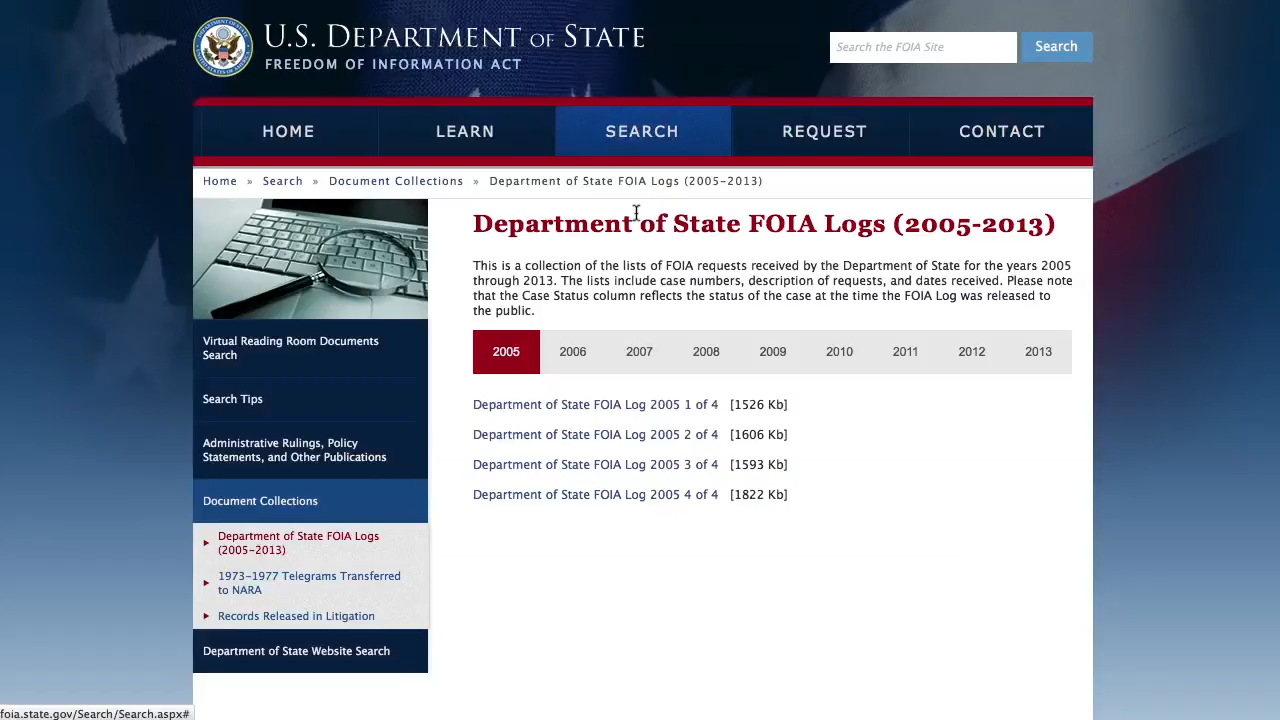 U.S. DEPARTMENT OF STATE
FREEDOM OF INFORMATION ACT
Search the FOIA Site
Search
HOME
LEARN
SEARCH
REQUEST
CONTACT
Home » Search » Document Collections » Department of State FOIA Logs (2005-2013)
Department of State FOIA Logs (2005-2013)
This is a collection of the lists of FOIA requests received by the Department of State for the years 2005
through 2013. The lists include case numbers, description of requests, and dates received. Please note
that the Case Status column reflects the status of the case at the time the FOIA Log was released to
the public.
2005 2006 2007 2008 2009 2010 2011 2012 2013
Department of State FOIA Log 2005 1 of 4 [1526 Kb]
Department of State FOIA Log 2005 2 of 4 [1606 Kb]
Department of State FOIA Log 2005 3 of 4 [1593 Kb]
Department of State FOIA Log 2005 4 of 4 [1822 Kb]
Virtual Reading Room Documents
Search
Search Tips
Administrative Rulings, Policy
Statements, and Other Publications
Document Collections
Department of State FOIA Logs
(2005-2013)
1973-1977 Telegrams Transferred
to NARA
Records Released in Litigation
Department of State Website Search
foia.state.gov/Search/Search.aspx#